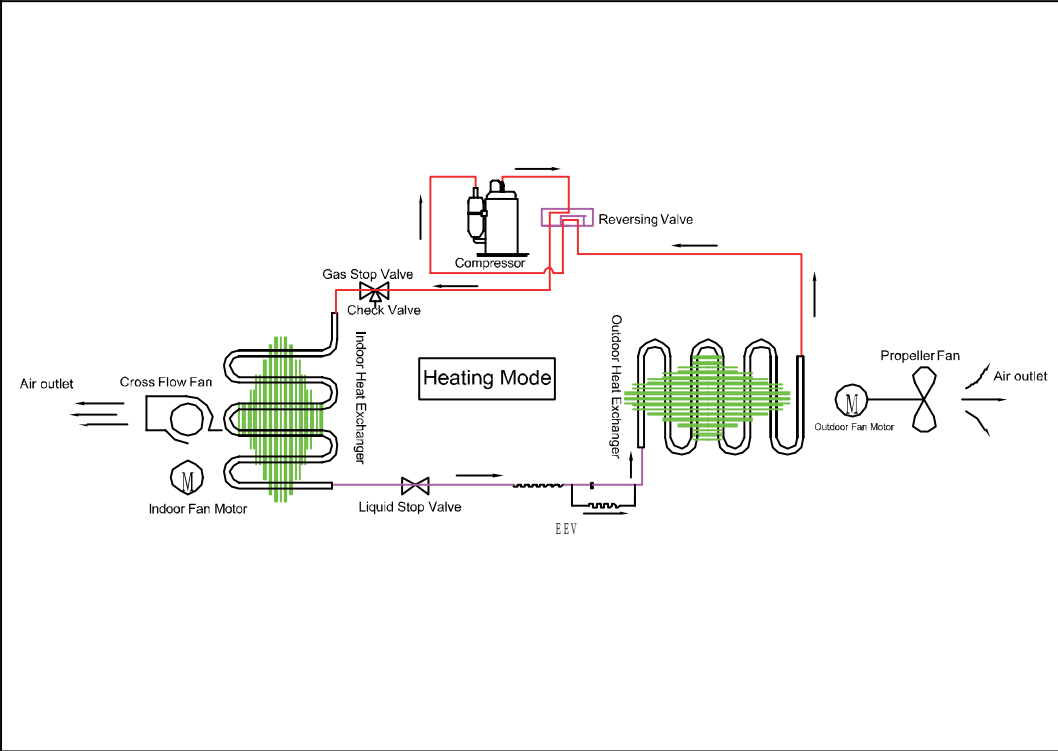 Reversing Valve
Compressor
Gas Stop Valve
Check Valve
Indoor Heat Exchanger
Outdoor Heat Exchanger
Heating Mode
Propeller Fan
Air outlet
Air outlet
Cross Flow Fan
M
Outdoor Fan Motor
M
Indoor Fan Motor
Liquid Stop Valve
EEV